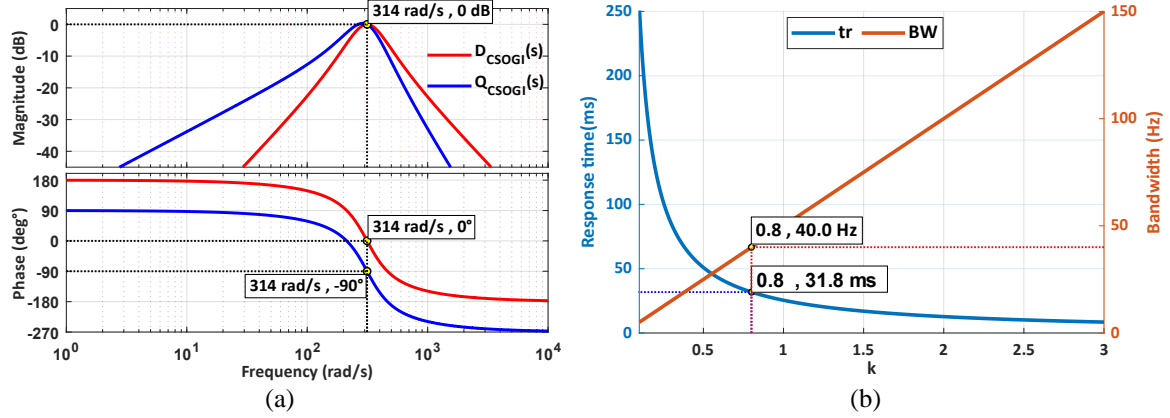 314 rad/s , 0 dB
0
-10
-20
-30
-40
Magnitude (dB)
D_CSOGI(s)
Q_CSOGI(s)
180
90
0
-90
-180
-270
Phase (deg°)
314 rad/s , 0°
314 rad/s , -90°
10^0 10^1 10^2 10^3 10^4
Frequency (rad/s)
(a)
tr BW
250
200
150
100
50
0
Response time(ms)
0.8 , 40.0 Hz
0.8 , 31.8 ms
150
100
50
0
Bandwidth (Hz)
0.5 1 1.5 2 2.5 3
k
(b)